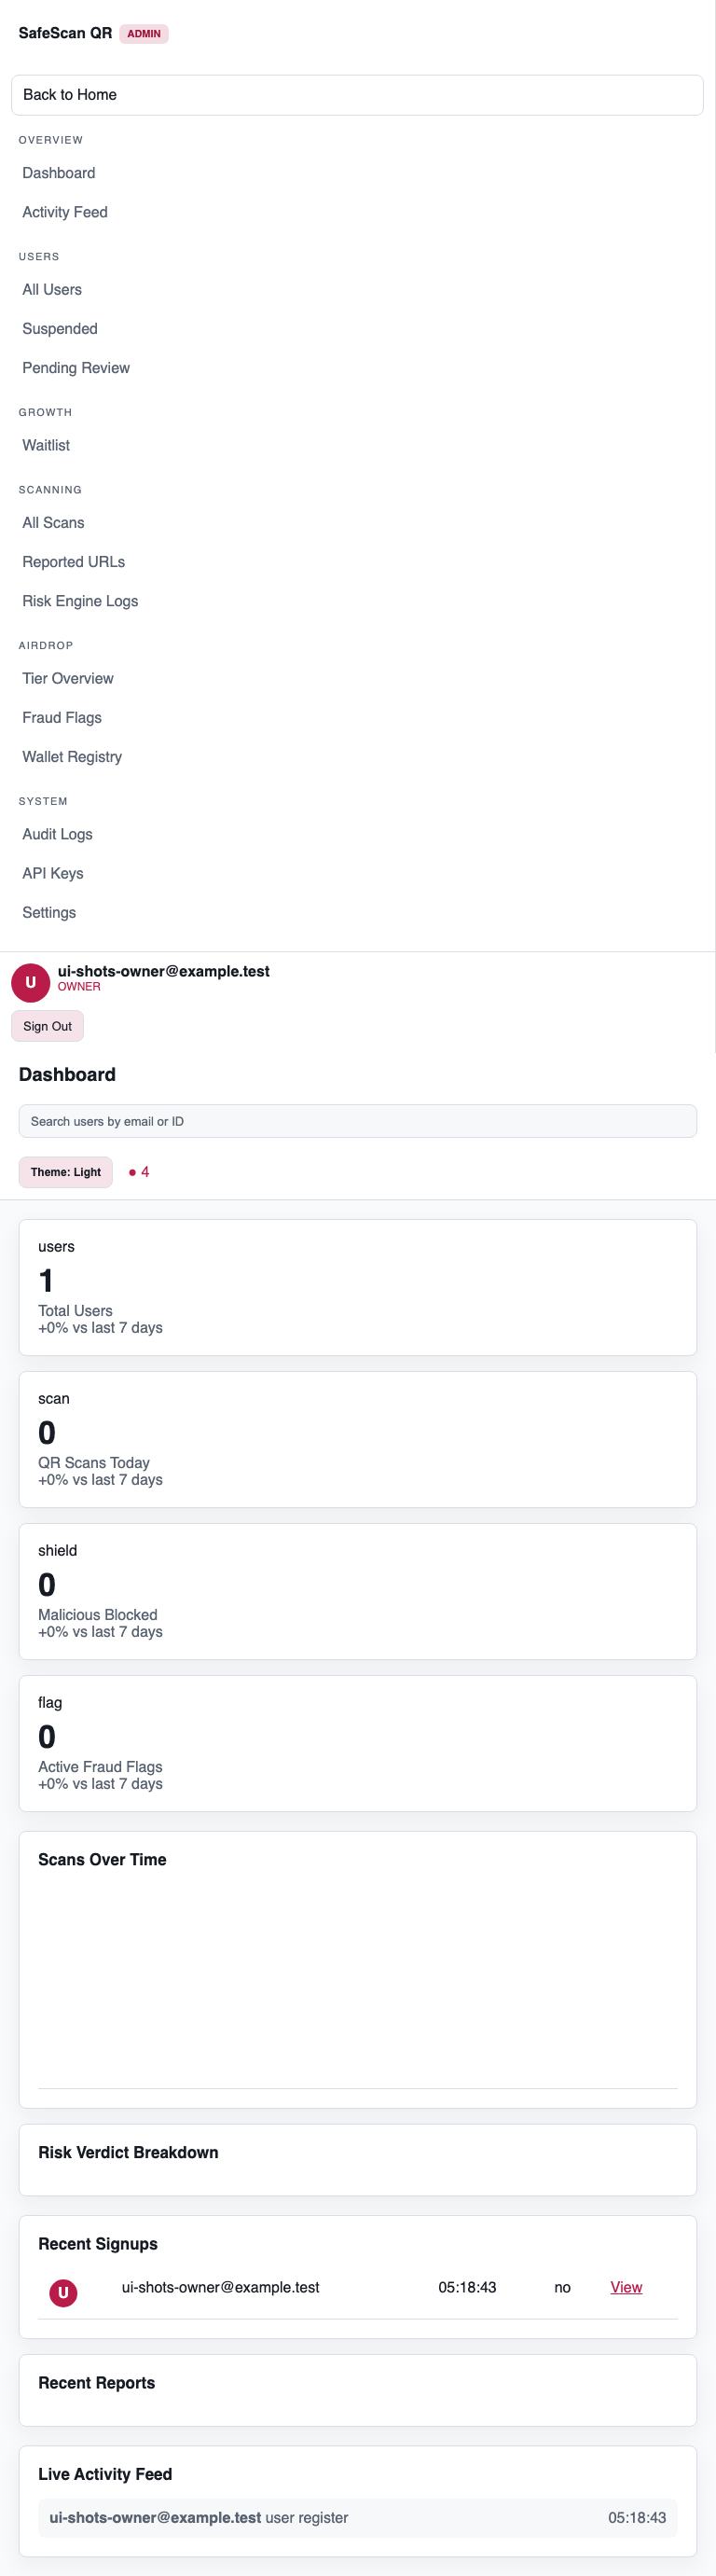 SafeScan QR ADMIN
Back to Home
OVERVIEW
Dashboard
Activity Feed
USERS
All Users
Suspended
Pending Review
GROWTH
Waitlist
SCANNING
All Scans
Reported URLs
Risk Engine Logs
AIRDROP
Tier Overview
Fraud Flags
Wallet Registry
SYSTEM
Audit Logs
API Keys
Settings
U ui-shots-owner@example.test
OWNER
Sign Out
Dashboard
Search users by email or ID
Theme: Light 4
users
1
Total Users
+0% vs last 7 days
scan
0
QR Scans Today
+0% vs last 7 days
shield
0
Malicious Blocked
+0% vs last 7 days
flag
0
Active Fraud Flags
+0% vs last 7 days
Scans Over Time
Risk Verdict Breakdown
Recent Signups
U ui-shots-owner@example.test 05:18:43 no View
Recent Reports
Live Activity Feed
ui-shots-owner@example.test user register 05:18:43